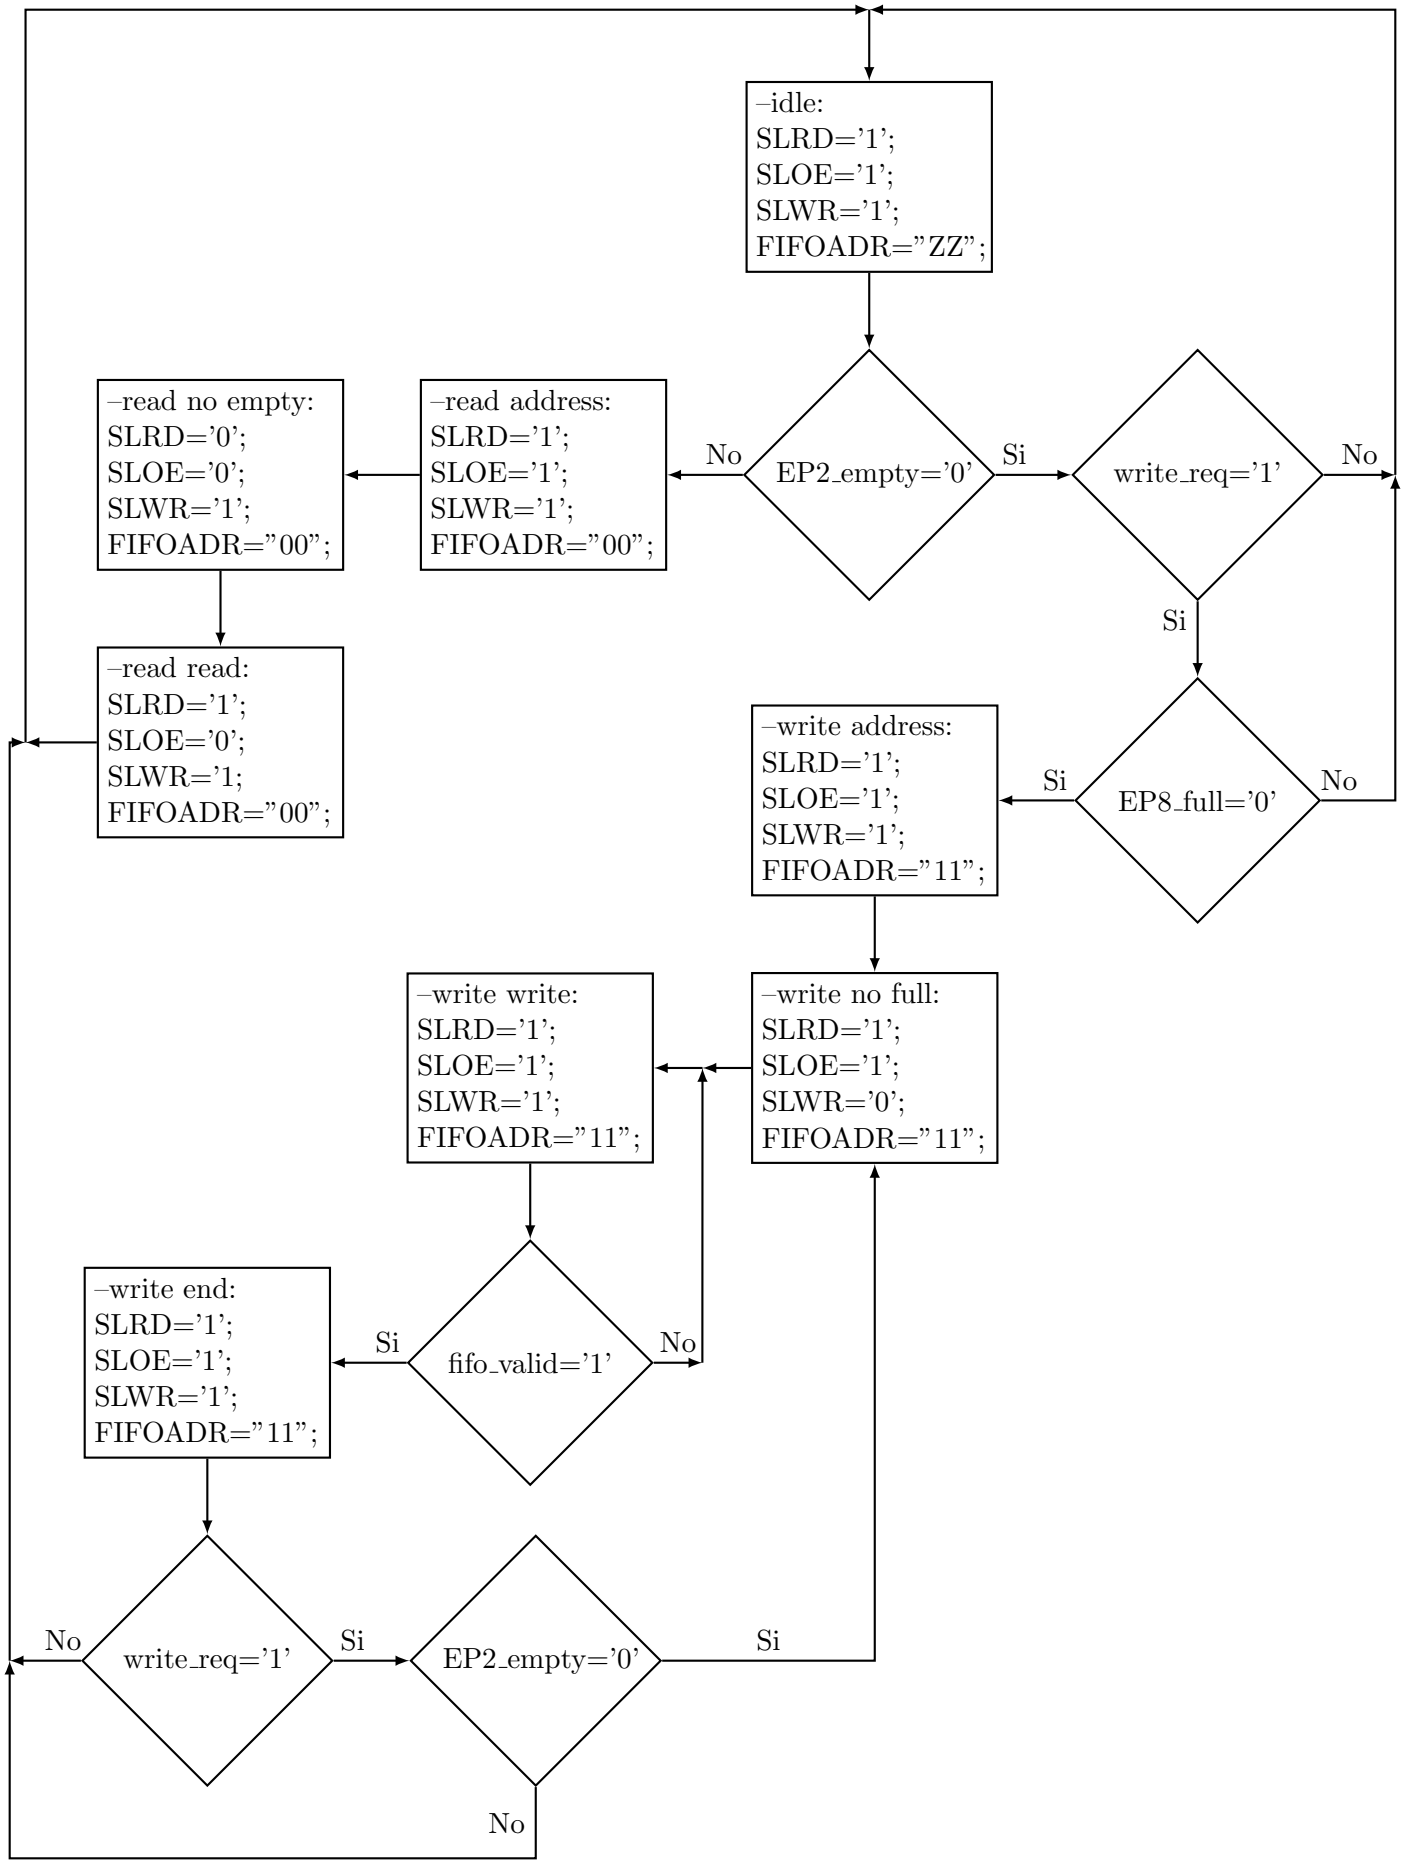 –idle:
SLRD='1';
SLOE='1';
SLWR='1';
FIFOADR=”ZZ”;
–read no empty:
SLRD='0';
SLOE='0';
SLWR='1';
FIFOADR=”00”;
–read address:
SLRD='1';
SLOE='1';
SLWR='1';
FIFOADR=”00”;
No
EP2_empty='0'
Si
write_req='1'
No
Si
–read read:
SLRD='1';
SLOE='0';
SLWR='1;
FIFOADR=”00”;
–write address:
SLRD='1';
SLOE='1';
SLWR='1';
FIFOADR=”11”;
Si
EP8_full='0'
No
–write write:
SLRD='1';
SLOE='1';
SLWR='1';
FIFOADR=”11”;
–write no full:
SLRD='1';
SLOE='1';
SLWR='0';
FIFOADR=”11”;
–write end:
SLRD='1';
SLOE='1';
SLWR='1';
FIFOADR=”11”;
Si
fifo_valid='1'
No
No
write_req='1'
Si
EP2_empty='0'
Si
No